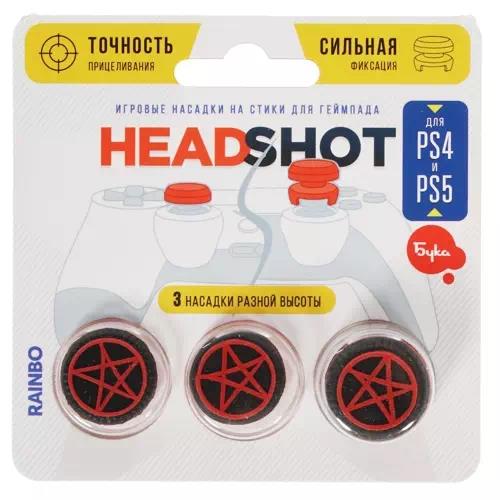 ТОЧНОСТЬ
ПРИЦЕЛИВАНИЯ
СИЛЬНАЯ
ФИКСАЦИЯ
ИГРОВЫЕ НАСАДКИ НА СТИКИ ДЛЯ ГЕЙМПАДА
HEADSHOT
ДЛЯ
PS4
И
PS5
Бука
3 НАСАДКИ РАЗНОЙ ВЫСОТЫ
RAINBO